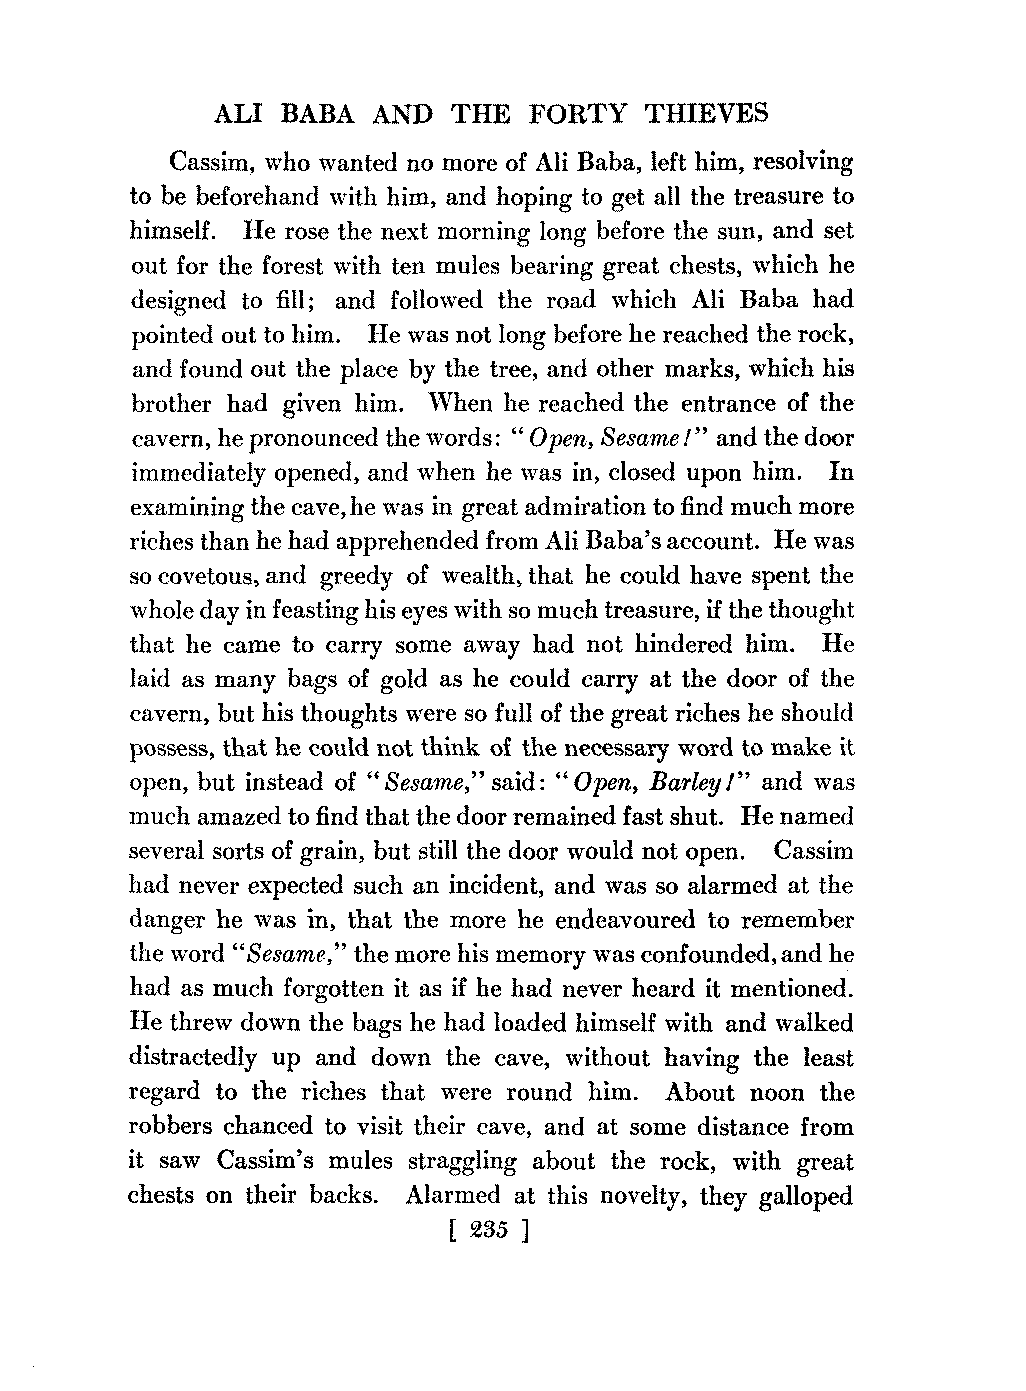 ALI BABA AND THE FORTY THIEVES
Cassim, who wanted no more of Ali Baba, left him, resolving
to be beforehand with him, and hoping to get all the treasure to
himself. He rose the next morning long before the sun, and set
out for the forest with ten mules bearing great chests, which he
designed to fill; and followed the road which Ali Baba had
pointed out to him. He was not long before he reached the rock,
and found out the place by the tree, and other marks, which his
brother had given him. When he reached the entrance of the
cavern, he pronounced the words: "Open, Sesame!" and the door
immediately opened, and when he was in, closed upon him. In
examining the cave, he was in great admiration to find much more
riches than he had apprehended from Ali Baba's account. He was
so covetous, and greedy of wealth, that he could have spent the
whole day in feasting his eyes with so much treasure, if the thought
that he came to carry some away had not hindered him. He
laid as many bags of gold as he could carry at the door of the
cavern, but his thoughts were so full of the great riches he should
possess, that he could not think of the necessary word to make it
open, but instead of "Sesame," said: "Open, Barley!" and was
much amazed to find that the door remained fast shut. He named
several sorts of grain, but still the door would not open. Cassim
had never expected such an incident, and was so alarmed at the
danger he was in, that the more he endeavoured to remember
the word "Sesame," the more his memory was confounded, and he
had as much forgotten it as if he had never heard it mentioned.
He threw down the bags he had loaded himself with and walked
distractedly up and down the cave, without having the least
regard to the riches that were round him. About noon the
robbers chanced to visit their cave, and at some distance from
it saw Cassim's mules straggling about the rock, with great
chests on their backs. Alarmed at this novelty, they galloped
[ 235 ]